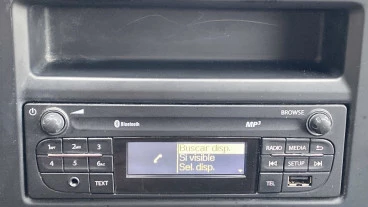 BROWSE
Bluetooth
MP3
1
2ABC
3
4
5
6
TEXT
Buscar disp.
Si visible
Sel. disp.
RADIO
MEDIA
SETUP
TEL